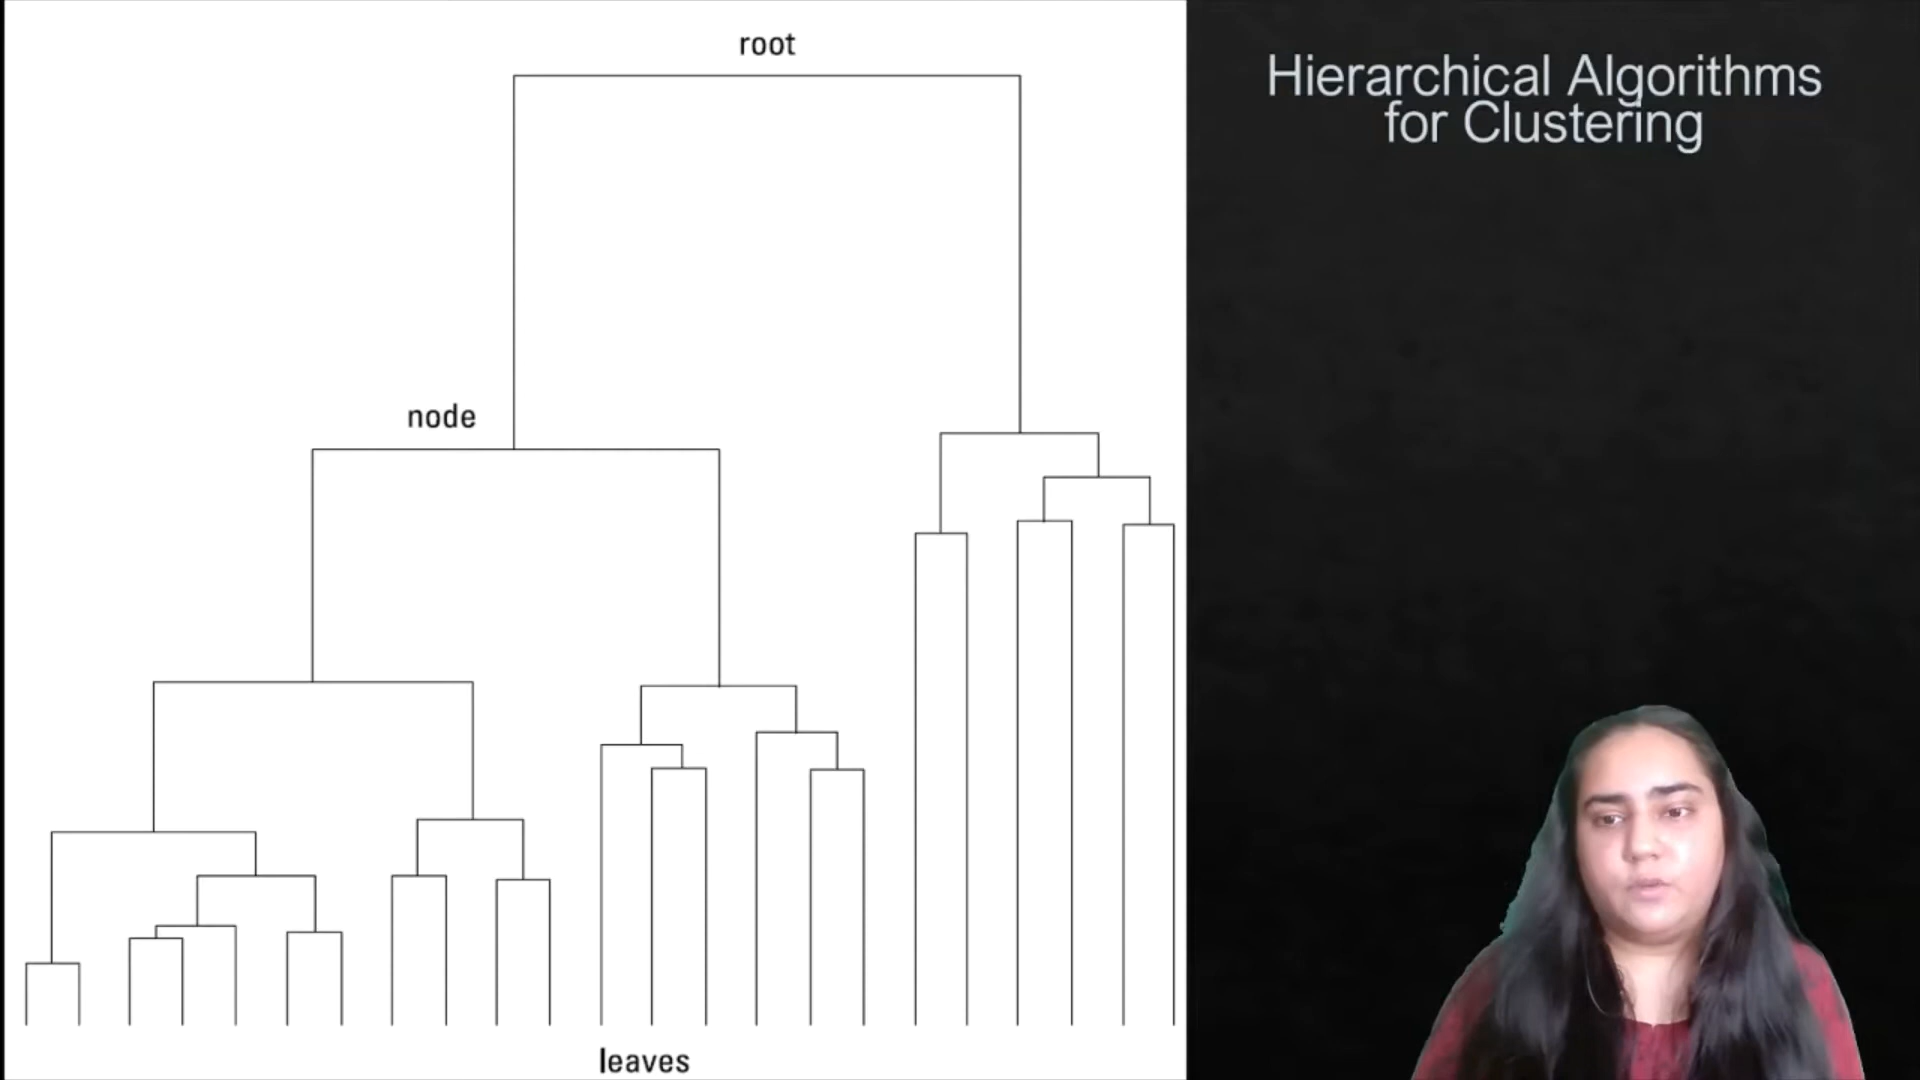 root
Hierarchical Algorithms
for Clustering
node
leaves